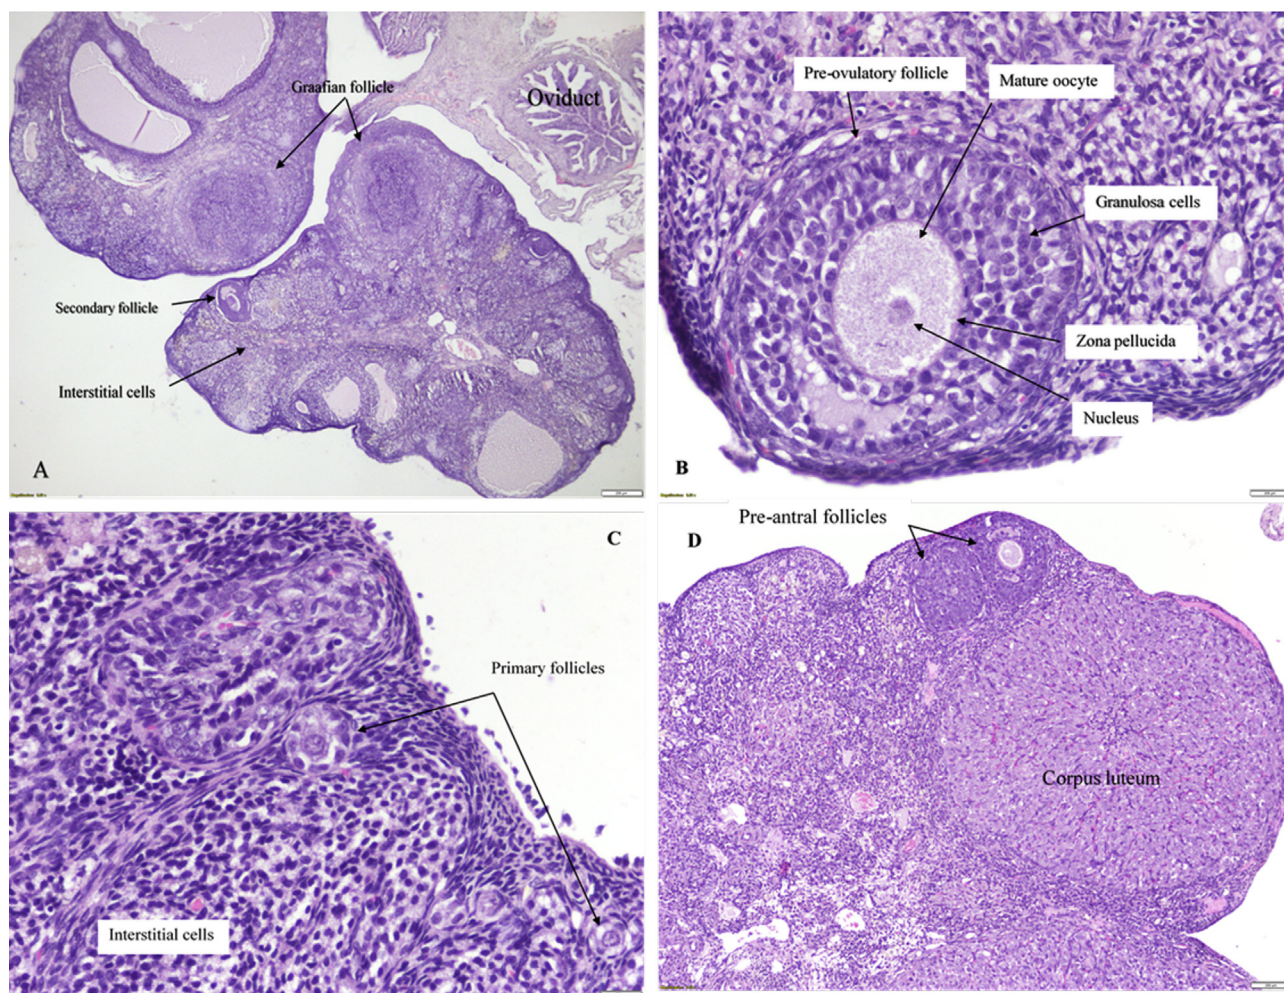 Graafian follicle
Oviduct
Secondary follicle
Interstitial cells
A
Pre-ovulatory follicle
Mature oocyte
Granulosa cells
Zona pellucida
Nucleus
B
C
Primary follicles
Interstitial cells
Pre-antral follicles
D
Corpus luteum